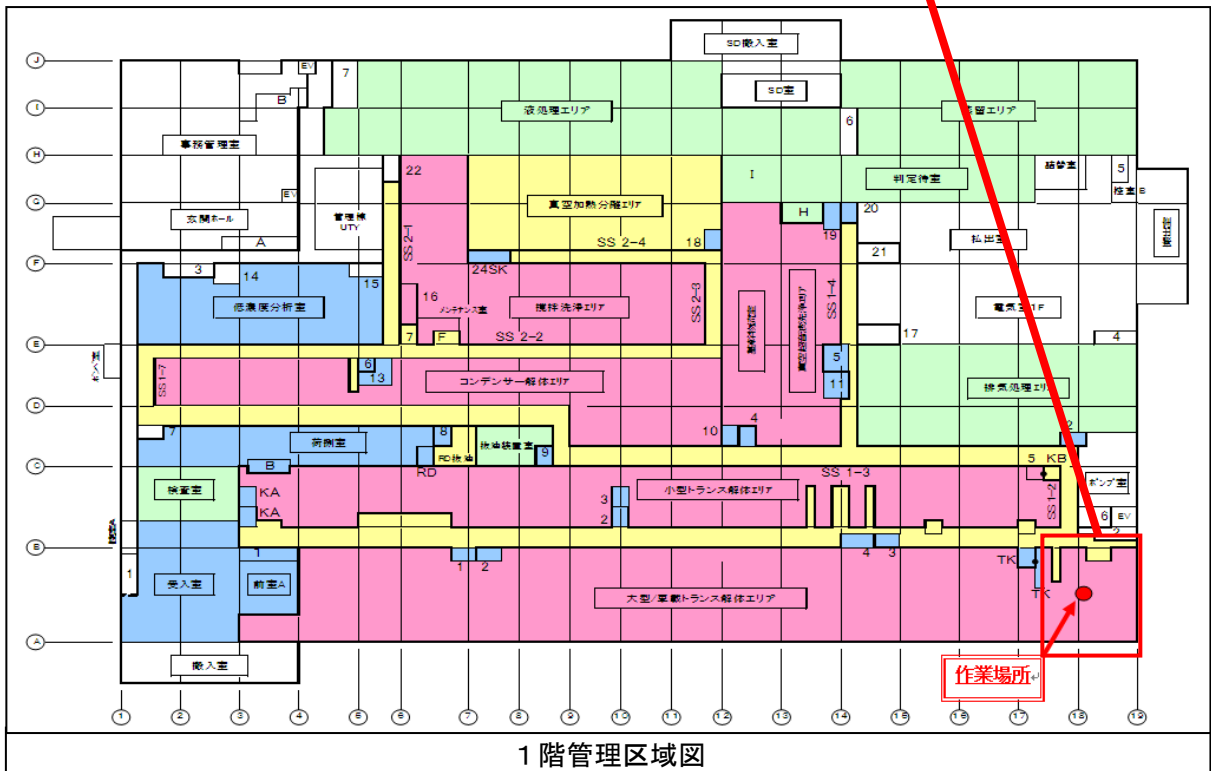 SD搬入室
J
EV
7
SD室
B
I
液処理エリア
6
事務管理室
H
22
I
判定待室
詰替室
5
EV
真空加熱分離エリア
G
玄関ホール
管理棟
UTY
H
20
A
SS 2-1
SS 2-4
18
19
払出室
21
F
3
14
15
24SK
低濃度分析室
16
メンテナンス室
撹拌洗浄エリア
SS 2-3
SS 1-4
電気室1F
7
F
SS 2-2
17
4
E
SS 1-7
6
13
コンデンサー解体エリア
5
11
排気処理エリア
D
7
荷捌室
8
抜油装置室
9
10
4
2
RD抜油
C
B
RD
SS 1-3
5
KB
検査室
KA
KA
3
2
小型トランス解体エリア
SS 1-2
ポンプ室
6
EV
2
B
1
1
受入室
前室A
1
2
4
3
TK
TK
大型/車載トランス解体エリア
A
搬入室
作業場所
1
2
3
4
5
6
7
8
9
10
11
12
13
14
15
16
17
18
19
1階管理区域図